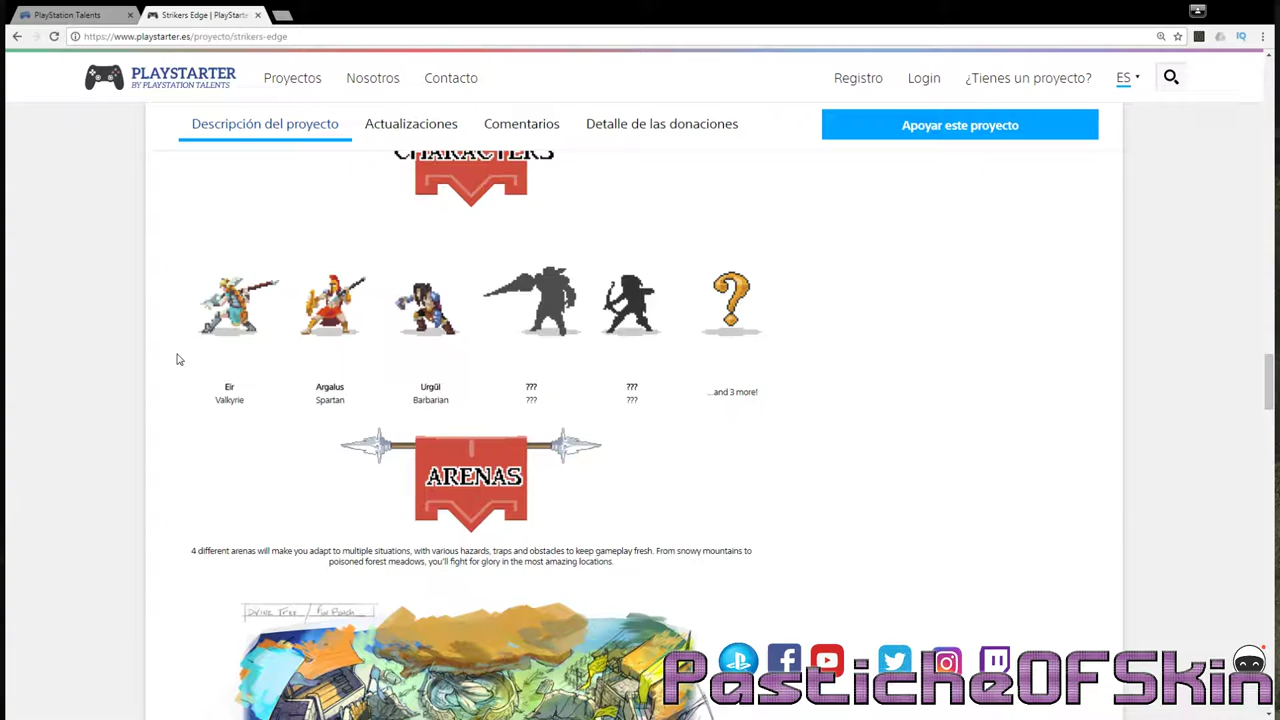 PlayStation Talents
Strikers Edge | PlayStarte
https://www.playstarter.es/proyecto/strikers-edge
PLAYSTARTER
BY PLAYSTATION TALENTS
Proyectos
Nosotros
Contacto
Registro
Login
¿Tienes un proyecto?
ES
Descripción del proyecto
Actualizaciones
Comentarios
Detalle de las donaciones
Apoyar este proyecto
CHARACTERS
Eir
Valkyrie
Argalus
Spartan
Urgûl
Barbarian
???
???
???
???
...and 3 more!
ARENAS
4 different arenas will make you adapt to multiple situations, with various hazards, traps and obstacles to keep gameplay fresh. From snowy mountains to
poisoned forest meadows, you'll fight for glory in the most amazing locations.
PasticheOFSkin